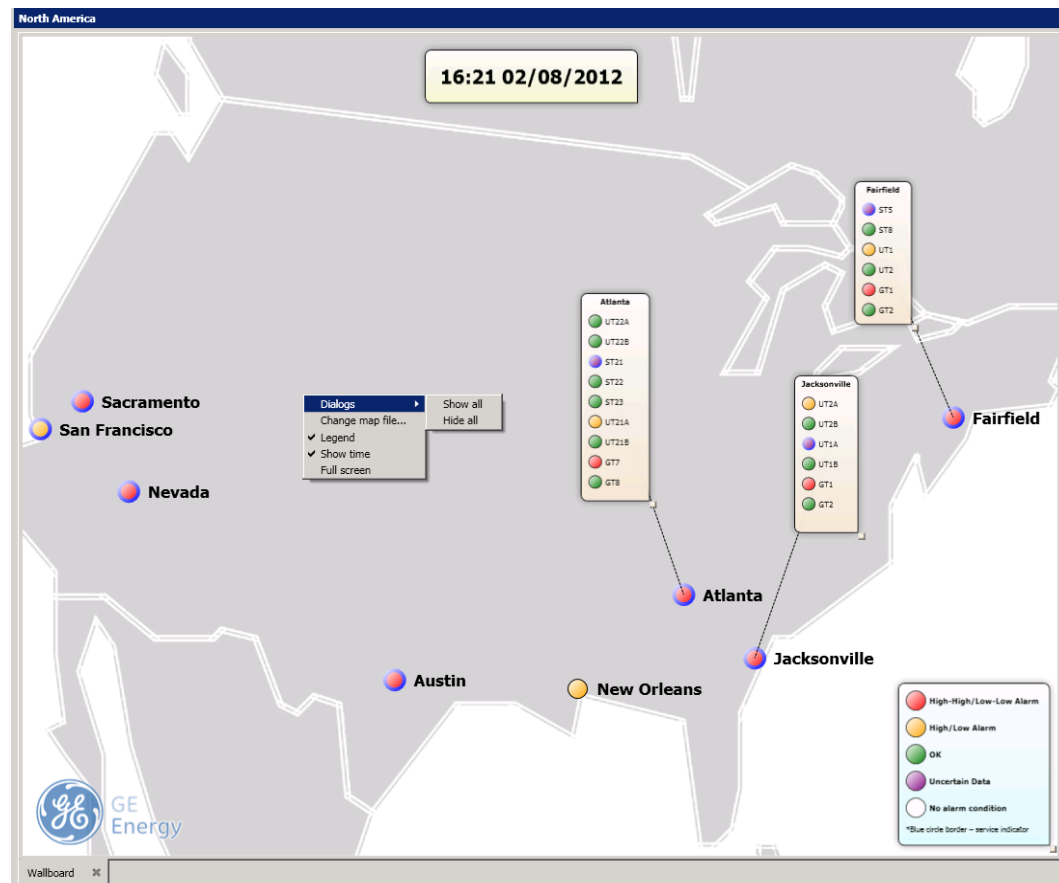 North America
16:21 02/08/2012
Fairfield
ST5
ST8
UT1
UT2
GT1
GT2
Atlanta
UT22A
UT22B
ST21
ST22
ST23
UT21A
UT21B
GT7
GT8
Jacksonville
UT2A
UT2B
UT1A
UT1B
GT1
GT2
Sacramento
San Francisco
Nevada
Dialogs
Show all
Change map file...
Hide all
Legend
Show time
Full screen
Fairfield
Atlanta
Jacksonville
Austin
New Orleans
High-High/Low-Low Alarm
High/Low Alarm
OK
Uncertain Data
No alarm condition
*Blue circle border – service indicator
GE
GE
Energy
Wallboard